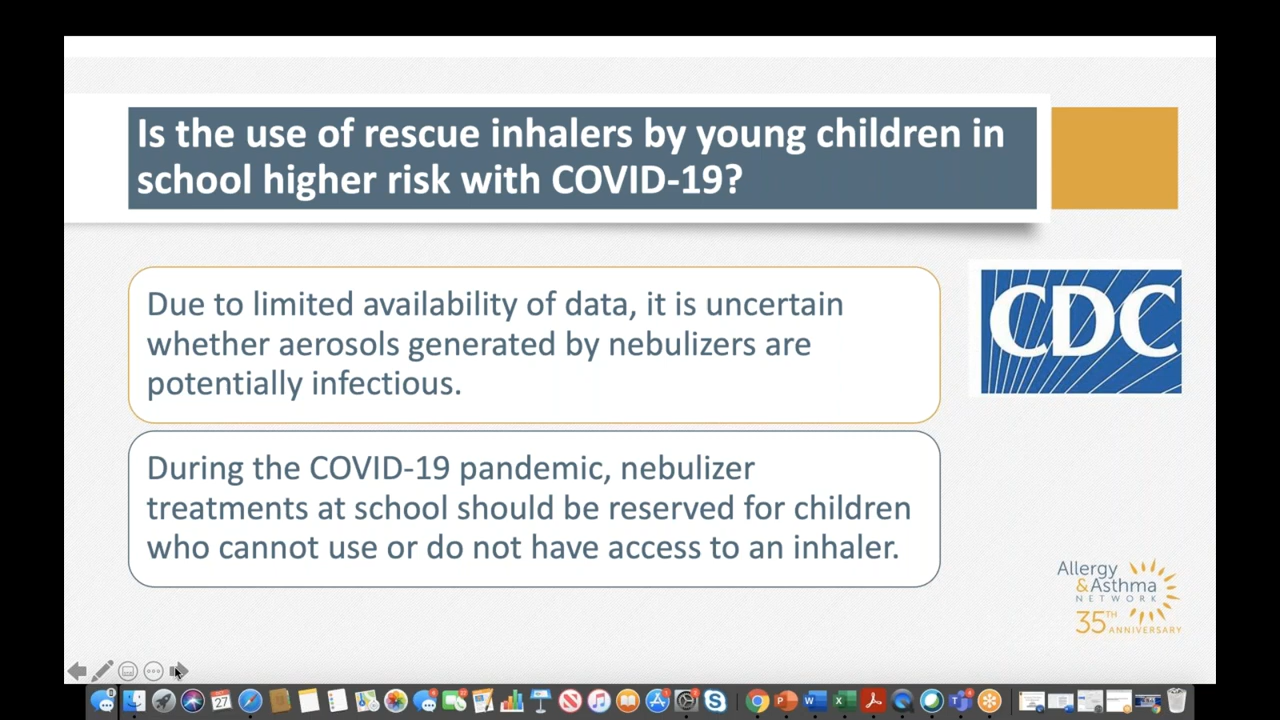 Is the use of rescue inhalers by young children in
school higher risk with COVID-19?
Due to limited availability of data, it is uncertain
whether aerosols generated by nebulizers are
potentially infectious.
CDC
During the COVID-19 pandemic, nebulizer
treatments at school should be reserved for children
who cannot use or do not have access to an inhaler.
Allergy
&Asthma
NETWORK
35TH
ANNIVERSARY
27